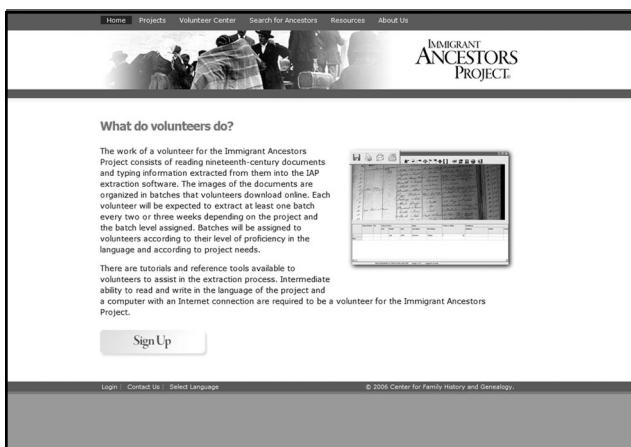 Home Projects Volunteer Center Search for Ancestors Resources About Us
IMMIGRANT
ANCESTORS
PROJECT®
What do volunteers do?
The work of a volunteer for the Immigrant Ancestors
Project consists of reading nineteenth-century documents
and typing information extracted from them into the IAP
extraction software. The images of the documents are
organized in batches that volunteers download online. Each
volunteer will be expected to extract at least one batch
every two or three weeks depending on the project and
the batch level assigned. Batches will be assigned to
volunteers according to their level of proficiency in the
language and according to project needs.
There are tutorials and reference tools available to
volunteers to assist in the extraction process. Intermediate
ability to read and write in the language of the project and
a computer with an Internet connection are required to be a volunteer for the Immigrant Ancestors
Project.
Sign Up
Login | Contact Us | Select Language © 2006 Center for Family History and Genealogy.